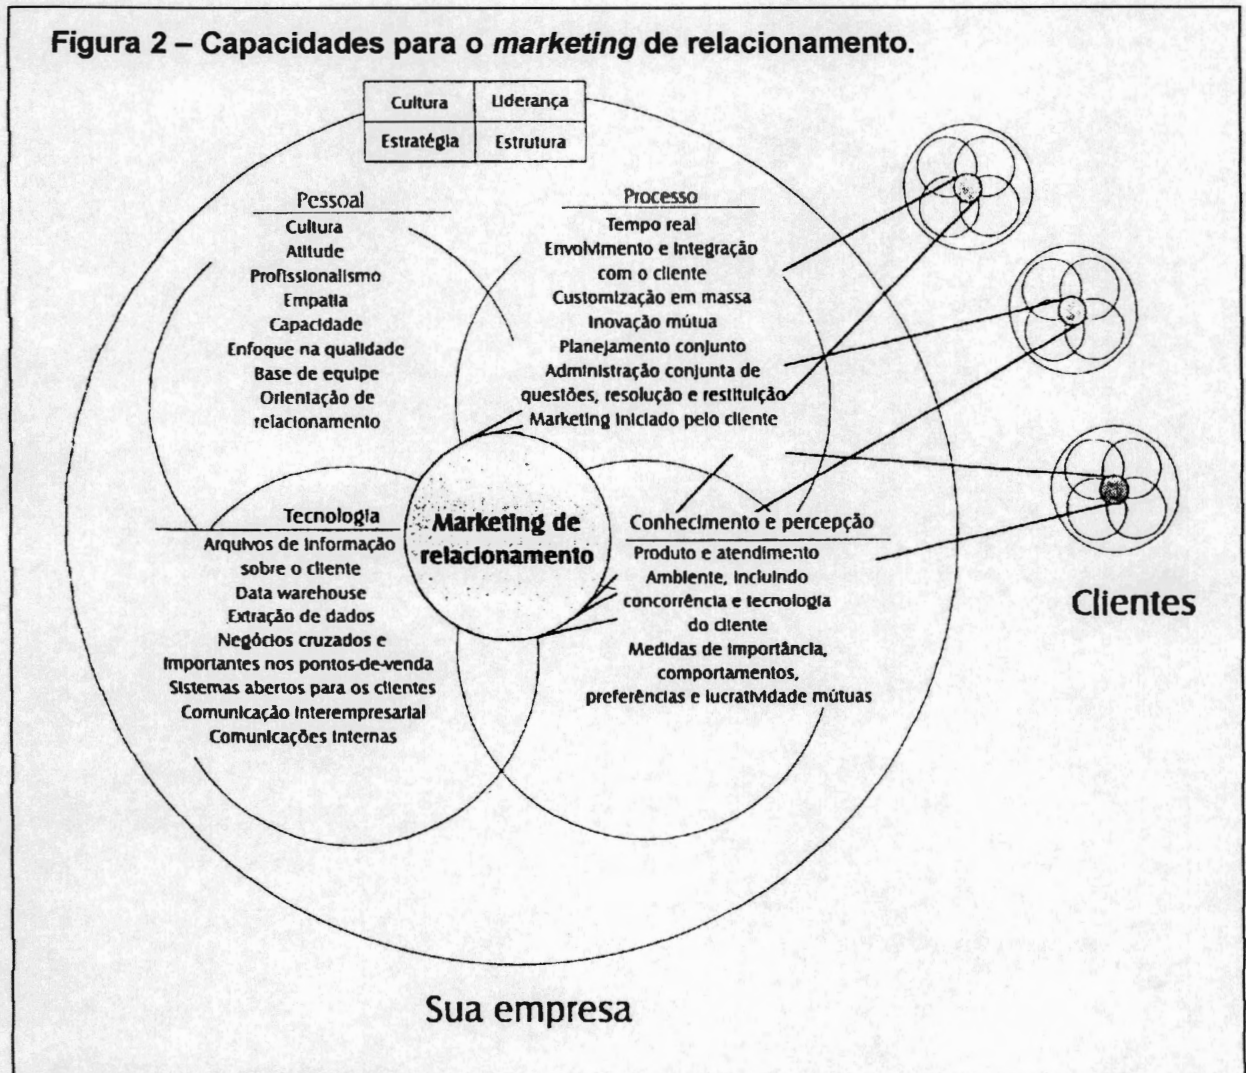 Figura 2 – Capacidades para o marketing de relacionamento.
Cultura
Liderança
Estratégia
Estrutura
Pessoal
Cultura
Atitude
Profissionalismo
Empatia
Capacidade
Enfoque na qualidade
Base de equipe
Orientação de
relacionamento
Processo
Tempo real
Envolvimento e integração
com o cliente
Customização em massa
Inovação mútua
Planejamento conjunto
Administração conjunta de
questões, resolução e restituição
Marketing iniciado pelo cliente
Tecnologia
Arquivos de informação
sobre o cliente
Data warehouse
Extração de dados
Negócios cruzados e
importantes nos pontos-de-venda
Sistemas abertos para os clientes
Comunicação interempresarial
Comunicações internas
Marketing de
relacionamento
Conhecimento e percepção
Produto e atendimento
Ambiente, incluindo
concorrência e tecnologia
do cliente
Medidas de importância,
comportamentos,
preferências e lucratividade mútuas
Clientes
Sua empresa